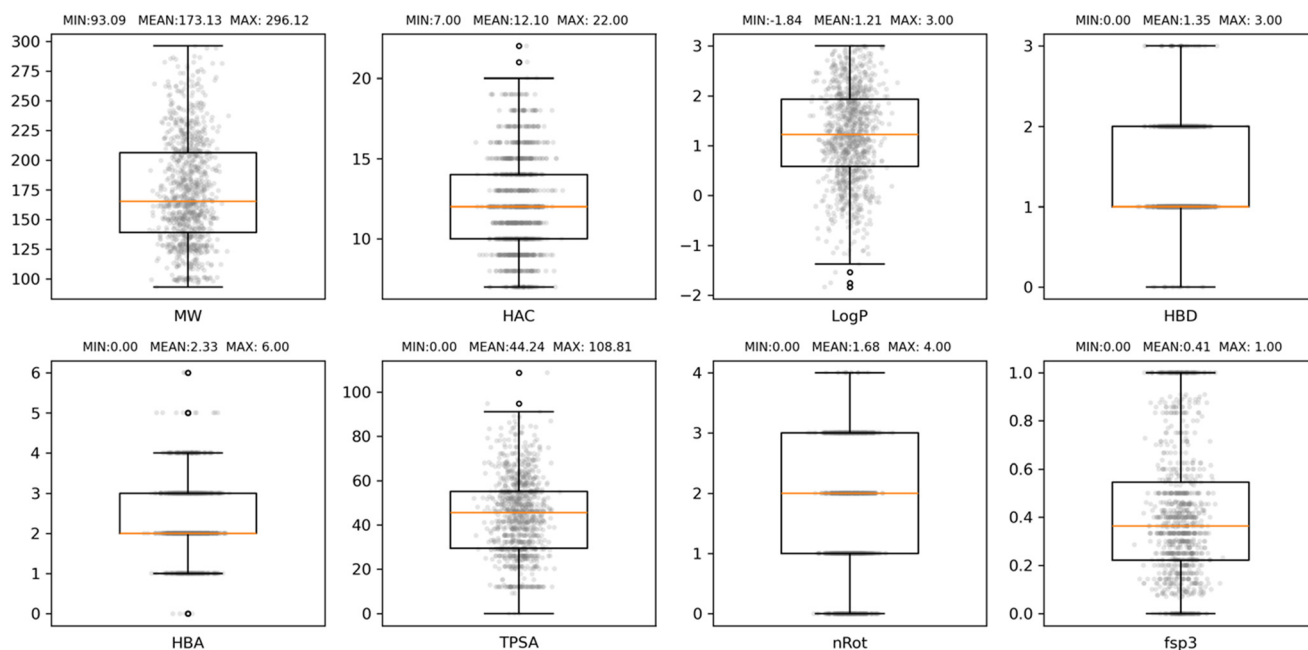 MIN:93.09 MEAN:173.13 MAX: 296.12
300
275
250
225
200
175
150
125
100
MW
MIN:7.00 MEAN:12.10 MAX: 22.00
20
15
10
HAC
MIN:-1.84 MEAN:1.21 MAX: 3.00
3
2
1
0
−1
−2
LogP
MIN:0.00 MEAN:1.35 MAX: 3.00
3
2
1
0
HBD
MIN:0.00 MEAN:2.33 MAX: 6.00
6
5
4
3
2
1
0
HBA
MIN:0.00 MEAN:44.24 MAX: 108.81
100
80
60
40
20
0
TPSA
MIN:0.00 MEAN:1.68 MAX: 4.00
4
3
2
1
0
nRot
MIN:0.00 MEAN:0.41 MAX: 1.00
1.0
0.8
0.6
0.4
0.2
0.0
fsp3